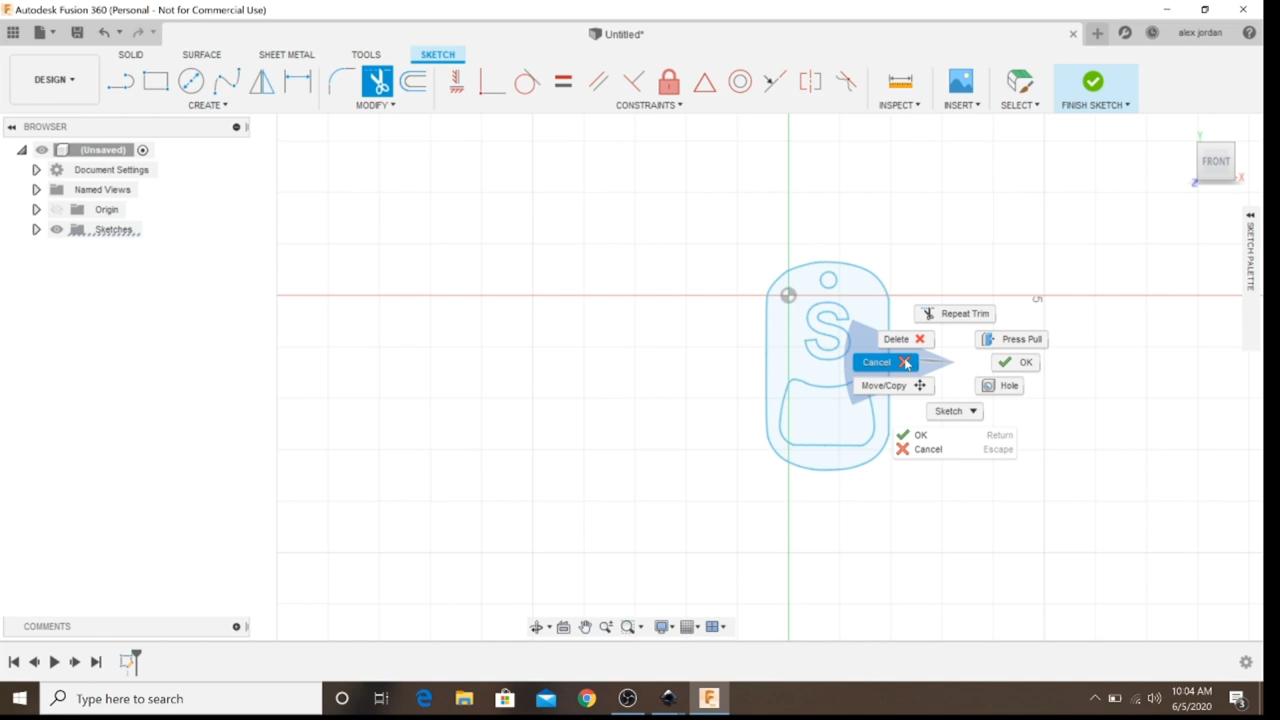 Autodesk Fusion 360 (Personal - Not for Commercial Use)
Untitled*
alex jordan
SOLID SURFACE SHEET METAL TOOLS SKETCH
DESIGN
CREATE MODIFY CONSTRAINTS INSPECT INSERT SELECT FINISH SKETCH
BROWSER
(Unsaved)
Document Settings
Named Views
Origin
Sketches
FRONT
Y
X
Z
SKETCH PALETTE
5
S
Repeat Trim
Delete
Press Pull
Cancel
OK
Move/Copy
Hole
Sketch
OK Return
Cancel Escape
COMMENTS
Type here to search
10:04 AM
6/5/2020
3